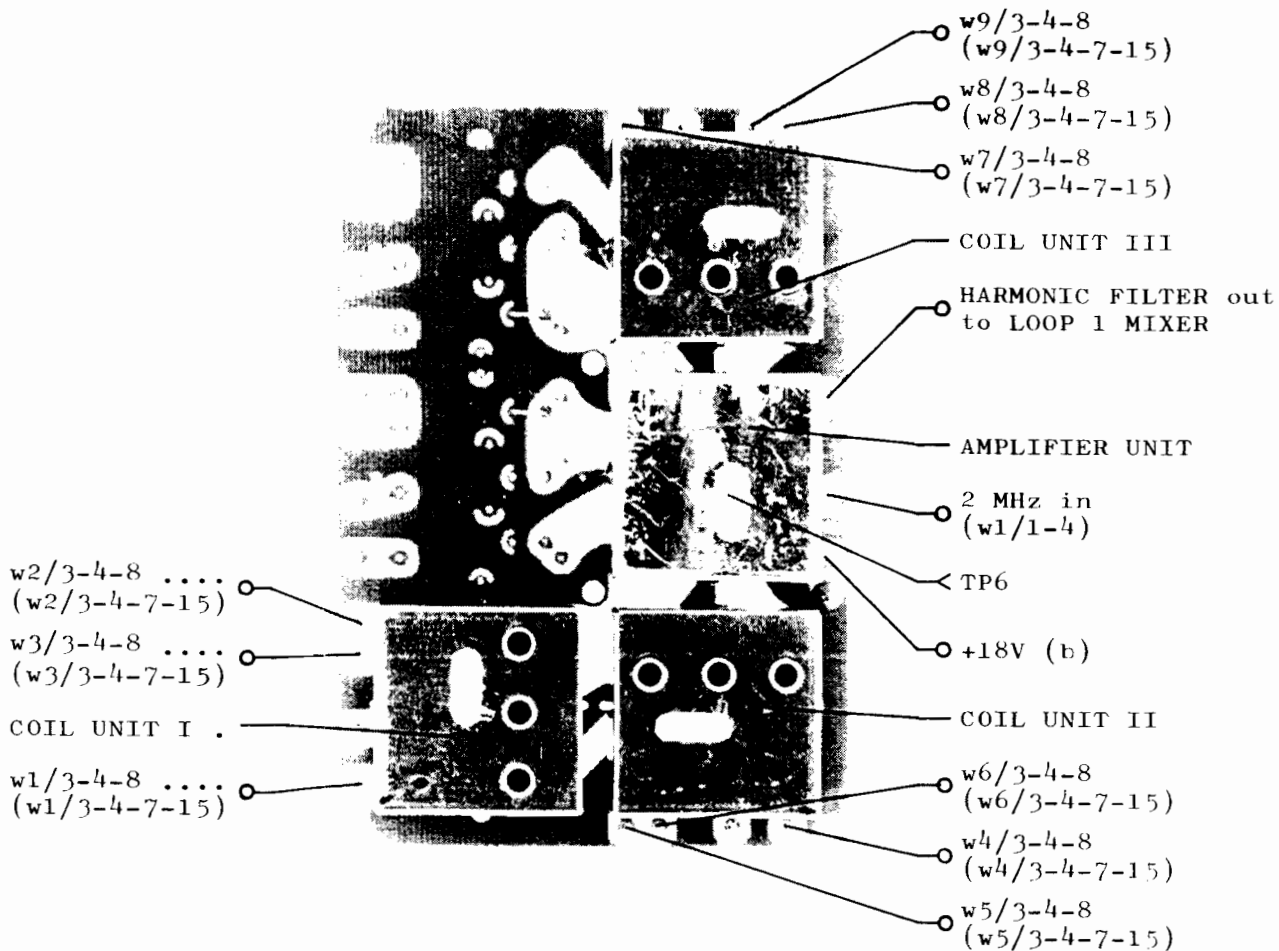 w9/3-4-8
(w9/3-4-7-15)
w8/3-4-8
(w8/3-4-7-15)
w7/3-4-8
(w7/3-4-7-15)
COIL UNIT III
HARMONIC FILTER out
to LOOP 1 MIXER
AMPLIFIER UNIT
2 MHz in
(w1/1-4)
TP6
+18V (b)
COIL UNIT II
w6/3-4-8
(w6/3-4-7-15)
w4/3-4-8
(w4/3-4-7-15)
w5/3-4-8
(w5/3-4-7-15)
w2/3-4-8 ....
(w2/3-4-7-15)
w3/3-4-8 ....
(w3/3-4-7-15)
COIL UNIT I .
w1/3-4-8 ....
(w1/3-4-7-15)